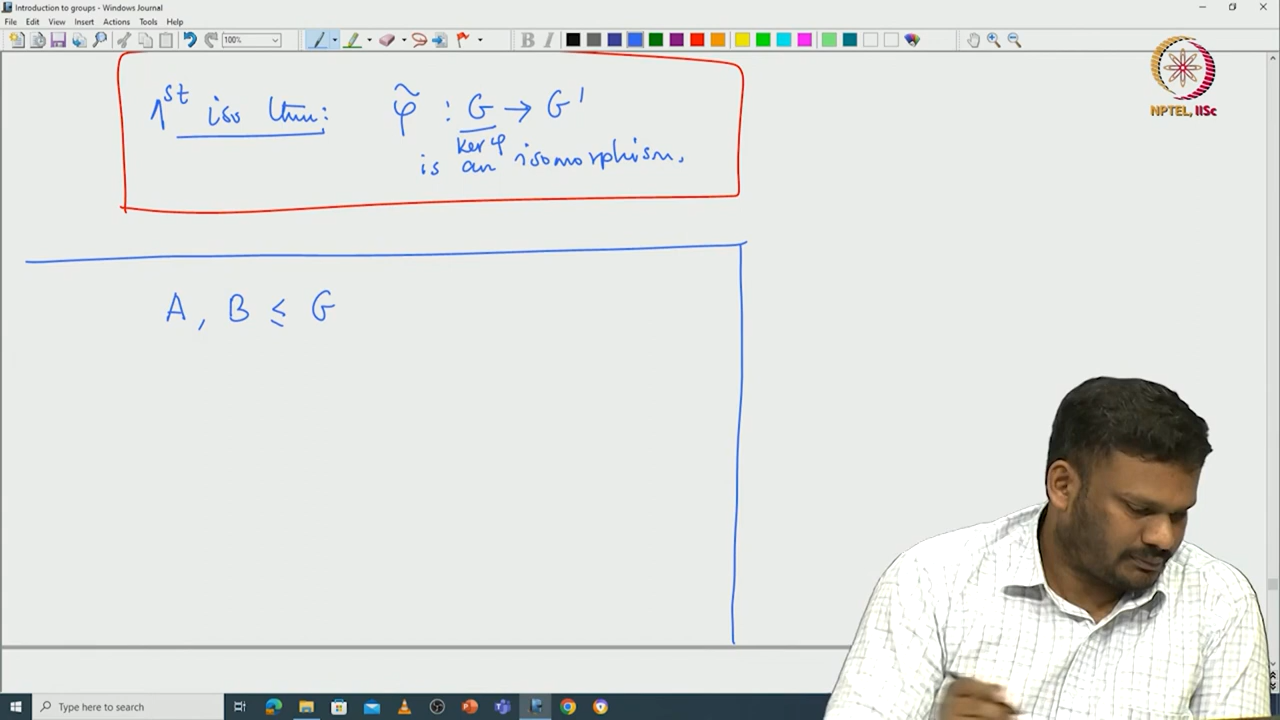 Introduction to groups - Windows Journal
File Edit View Insert Actions Tools Help
100%
B I
1st iso thm: φ̃ : G/ker φ → G'
is an isomorphism.
A, B ≤ G
NPTEL, IISc
Type here to search